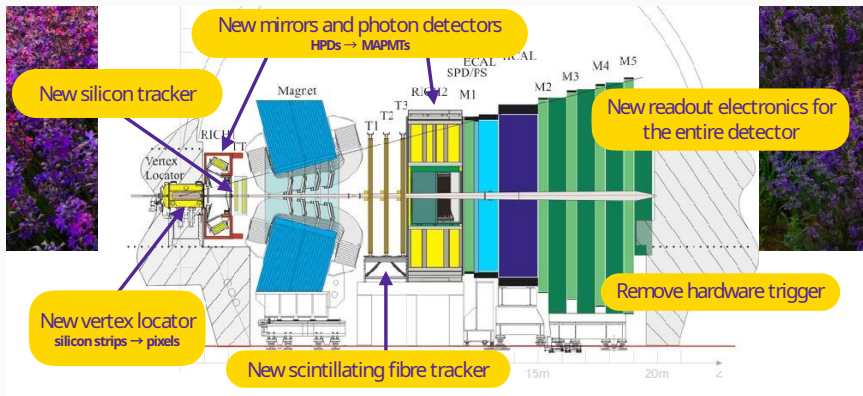 New mirrors and photon detectors
HPDs → MAPMTs
New silicon tracker
Magnet
ECAL
HCAL
SPD/PS
RICH2
M1
M2
M3
M4
M5
T1
T2
T3
RICH1
TT
Vertex
Locator
New readout electronics for
the entire detector
Remove hardware trigger
New vertex locator
silicon strips → pixels
New scintillating fibre tracker
15m
20m
Z